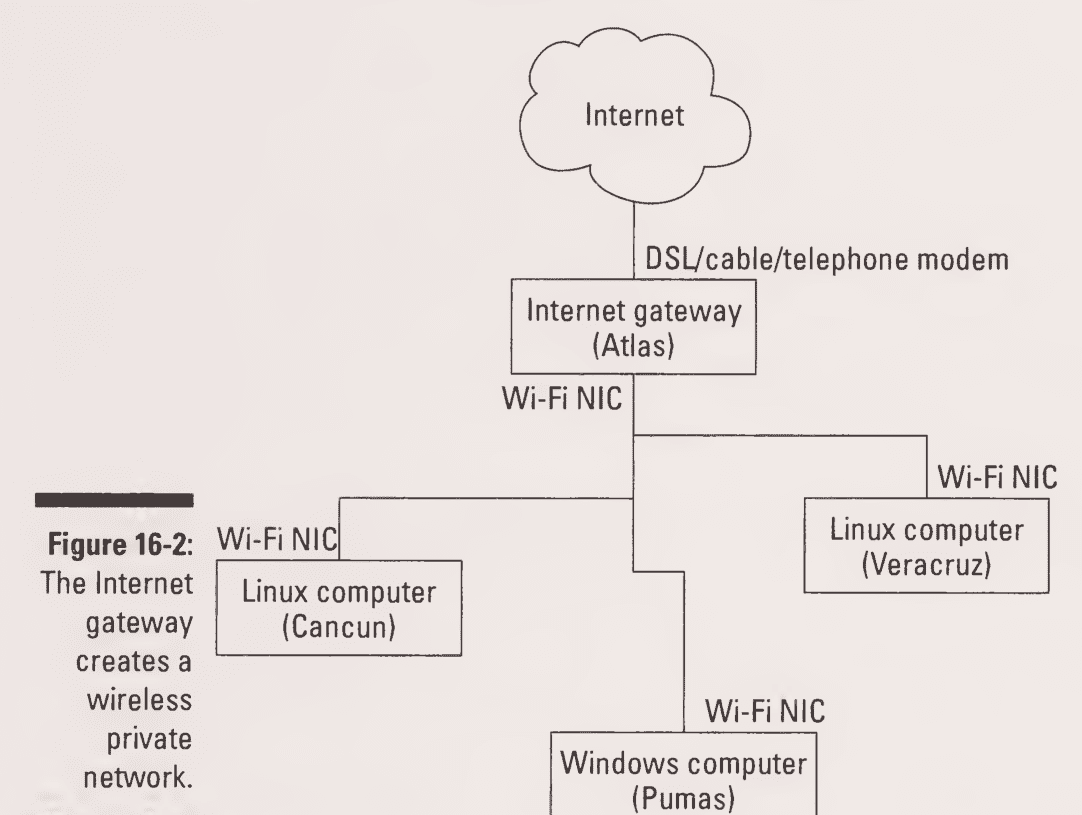 Internet
DSL/cable/telephone modem
Internet gateway
(Atlas)
Wi-Fi NIC
Wi-Fi NIC
Linux computer
(Veracruz)
Wi-Fi NIC
Linux computer
(Cancun)
Wi-Fi NIC
Windows computer
(Pumas)
Figure 16-2:
The Internet
gateway
creates a
wireless
private
network.